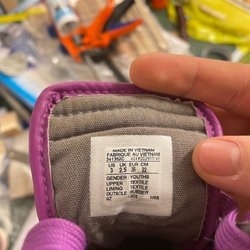 MADE IN VIETNAM
FABRIQUE AU VIETNAM
341352C
US UK EUR CM
3 2.5 35 22
GENDER YOUTHS
UPPER TEXTILE
LINING TEXTILE
OUTSOLE RUBBER